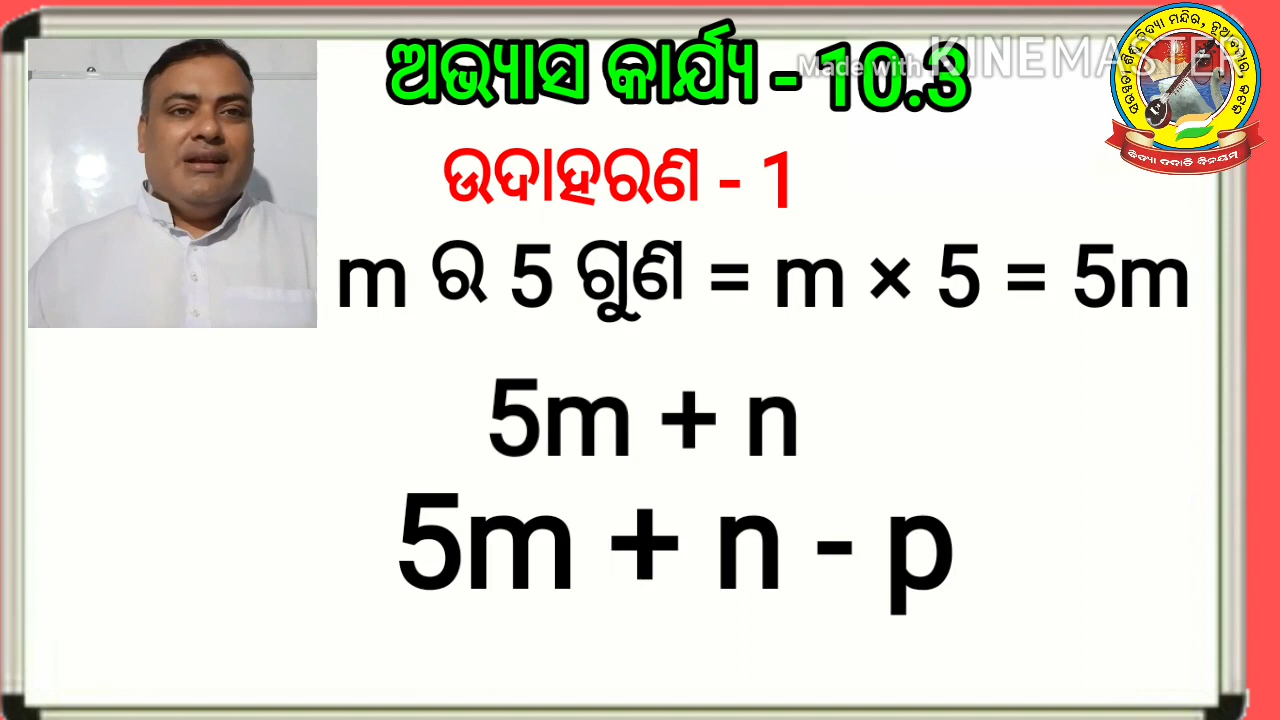 ଅଭ୍ୟାସ କାର୍ଯ୍ୟ - 10.3
Made with KINEMASTER
ଉଦାହରଣ - 1
m ର 5 ଗୁଣ = m × 5 = 5m
5m + n
5m + n - p